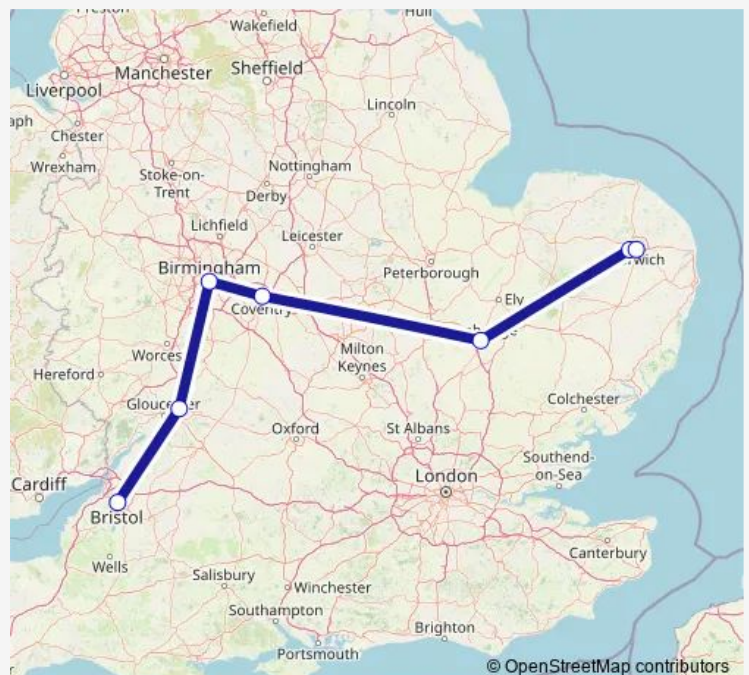 Wakefield
Manchester
Sheffield
Liverpool
Lincoln
Chester
Wrexham
Stoke-on-
Trent
Nottingham
Derby
Lichfield
Leicester
Birmingham
Peterborough
Coventry
Ely
Worces
Milton
Keynes
Hereford
Colchester
Oxford
St Albans
Cardiff
London
Southend-
on-Sea
Bristol
Canterbury
Wells
Salisbury
Winchester
Southampton
Brighton
Portsmouth
© OpenStreetMap contributors